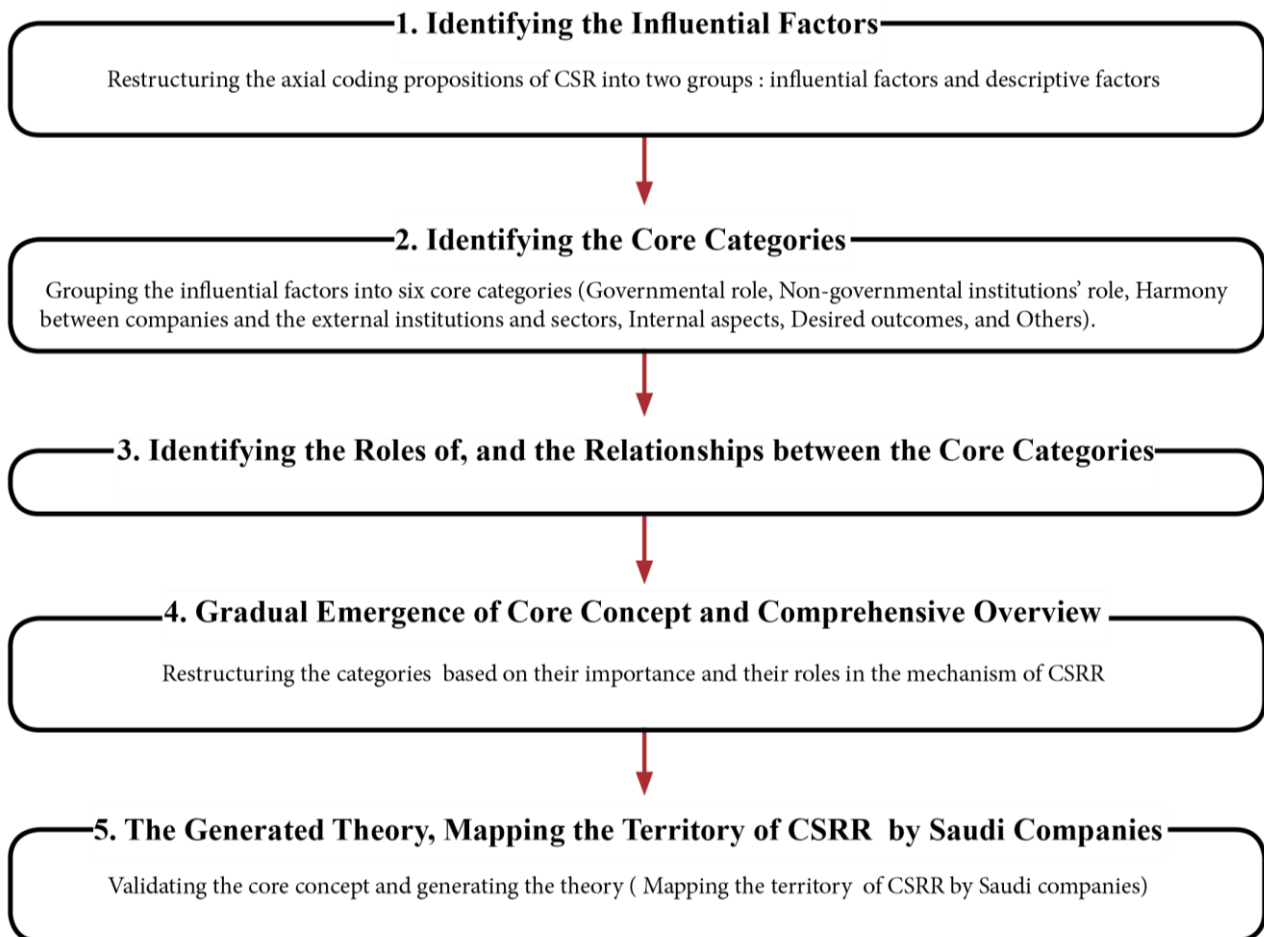 1. Identifying the Influential Factors
Restructuring the axial coding propositions of CSR into two groups : influential factors and descriptive factors
2. Identifying the Core Categories
Grouping the influential factors into six core categories (Governmental role, Non-governmental institutions’ role, Harmony
between companies and the external institutions and sectors, Internal aspects, Desired outcomes, and Others).
3. Identifying the Roles of, and the Relationships between the Core Categories
4. Gradual Emergence of Core Concept and Comprehensive Overview
Restructuring the categories based on their importance and their roles in the mechanism of CSRR
5. The Generated Theory, Mapping the Territory of CSRR by Saudi Companies
Validating the core concept and generating the theory ( Mapping the territory of CSRR by Saudi companies)